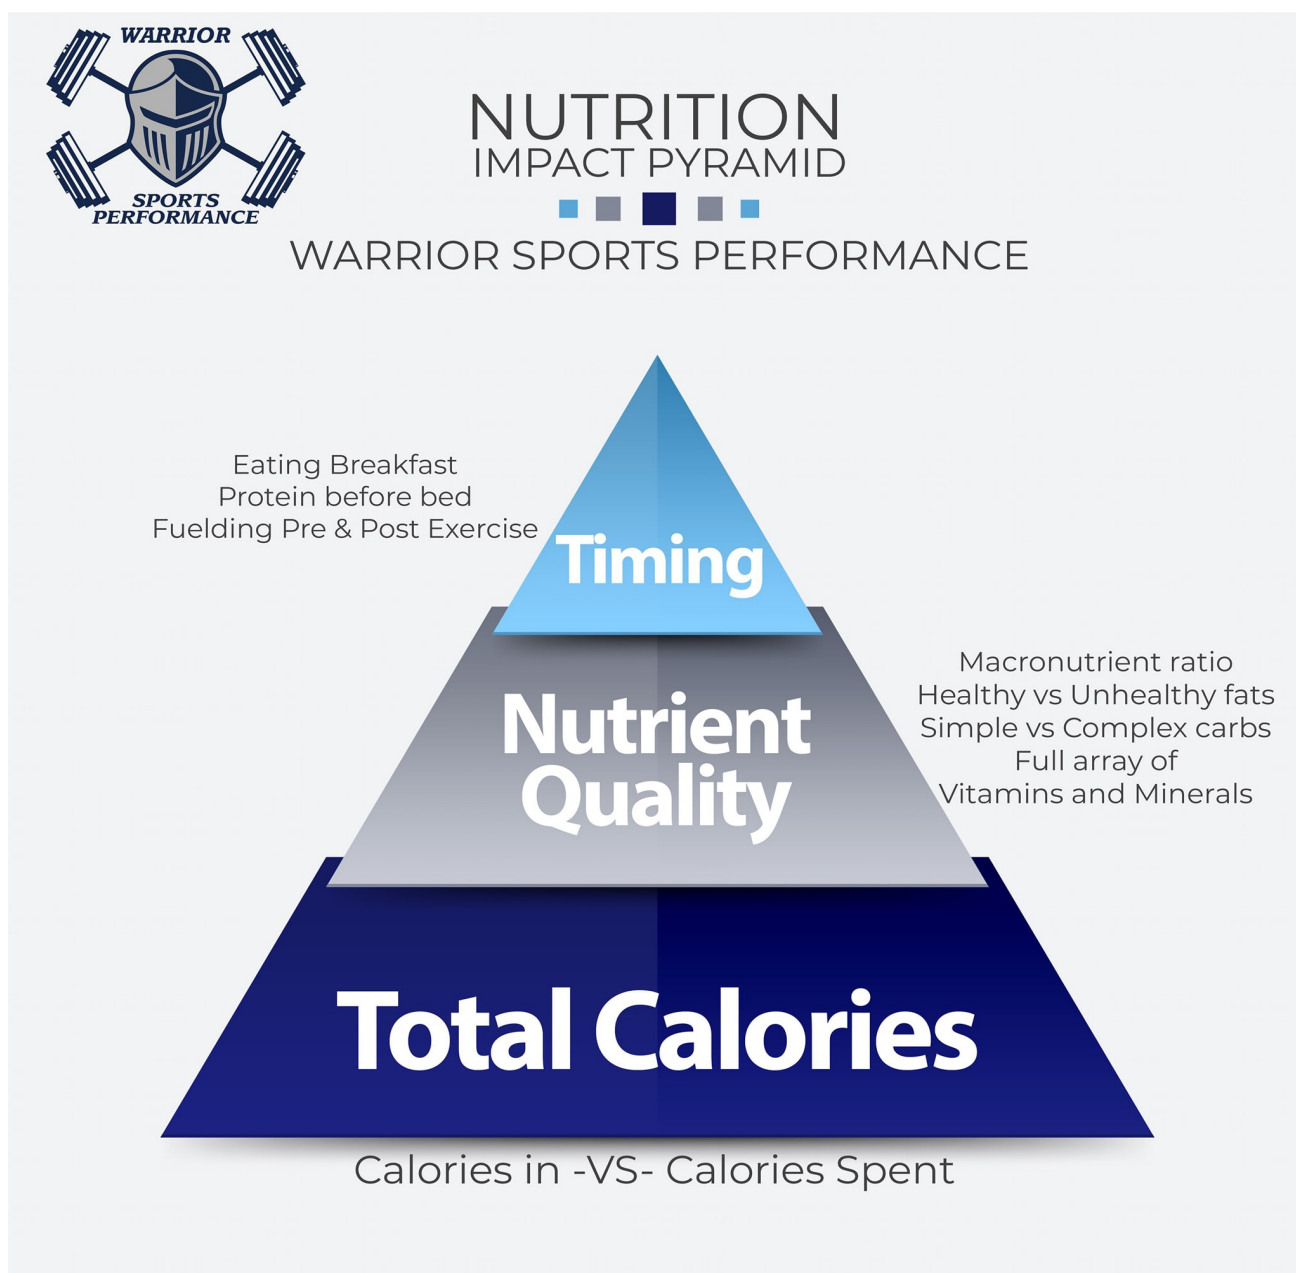 WARRIOR
SPORTS
PERFORMANCE
NUTRITION
IMPACT PYRAMID
WARRIOR SPORTS PERFORMANCE
Eating Breakfast
Protein before bed
Fuelding Pre & Post Exercise
Timing
Macronutrient ratio
Healthy vs Unhealthy fats
Simple vs Complex carbs
Full array of
Vitamins and Minerals
Nutrient
Quality
Total Calories
Calories in -VS- Calories Spent